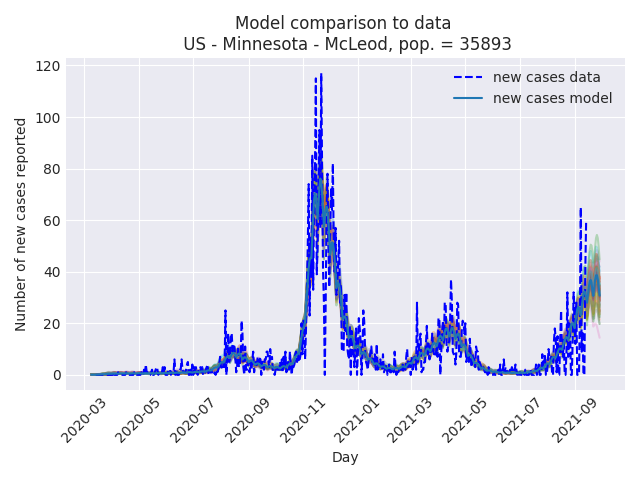 Model comparison to data
US - Minnesota - McLeod, pop. = 35893
new cases data
new cases model
Number of new cases reported
120
100
80
60
40
20
0
2020-03
2020-05
2020-07
2020-09
2020-11
2021-01
2021-03
2021-05
2021-07
2021-09
Day